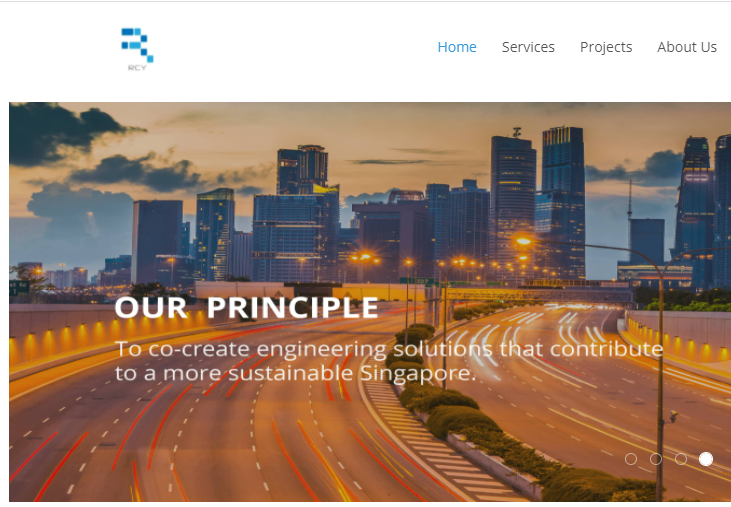 RCY
Home Services Projects About Us
OUR PRINCIPLE
To co-create engineering solutions that contribute
to a more sustainable Singapore.